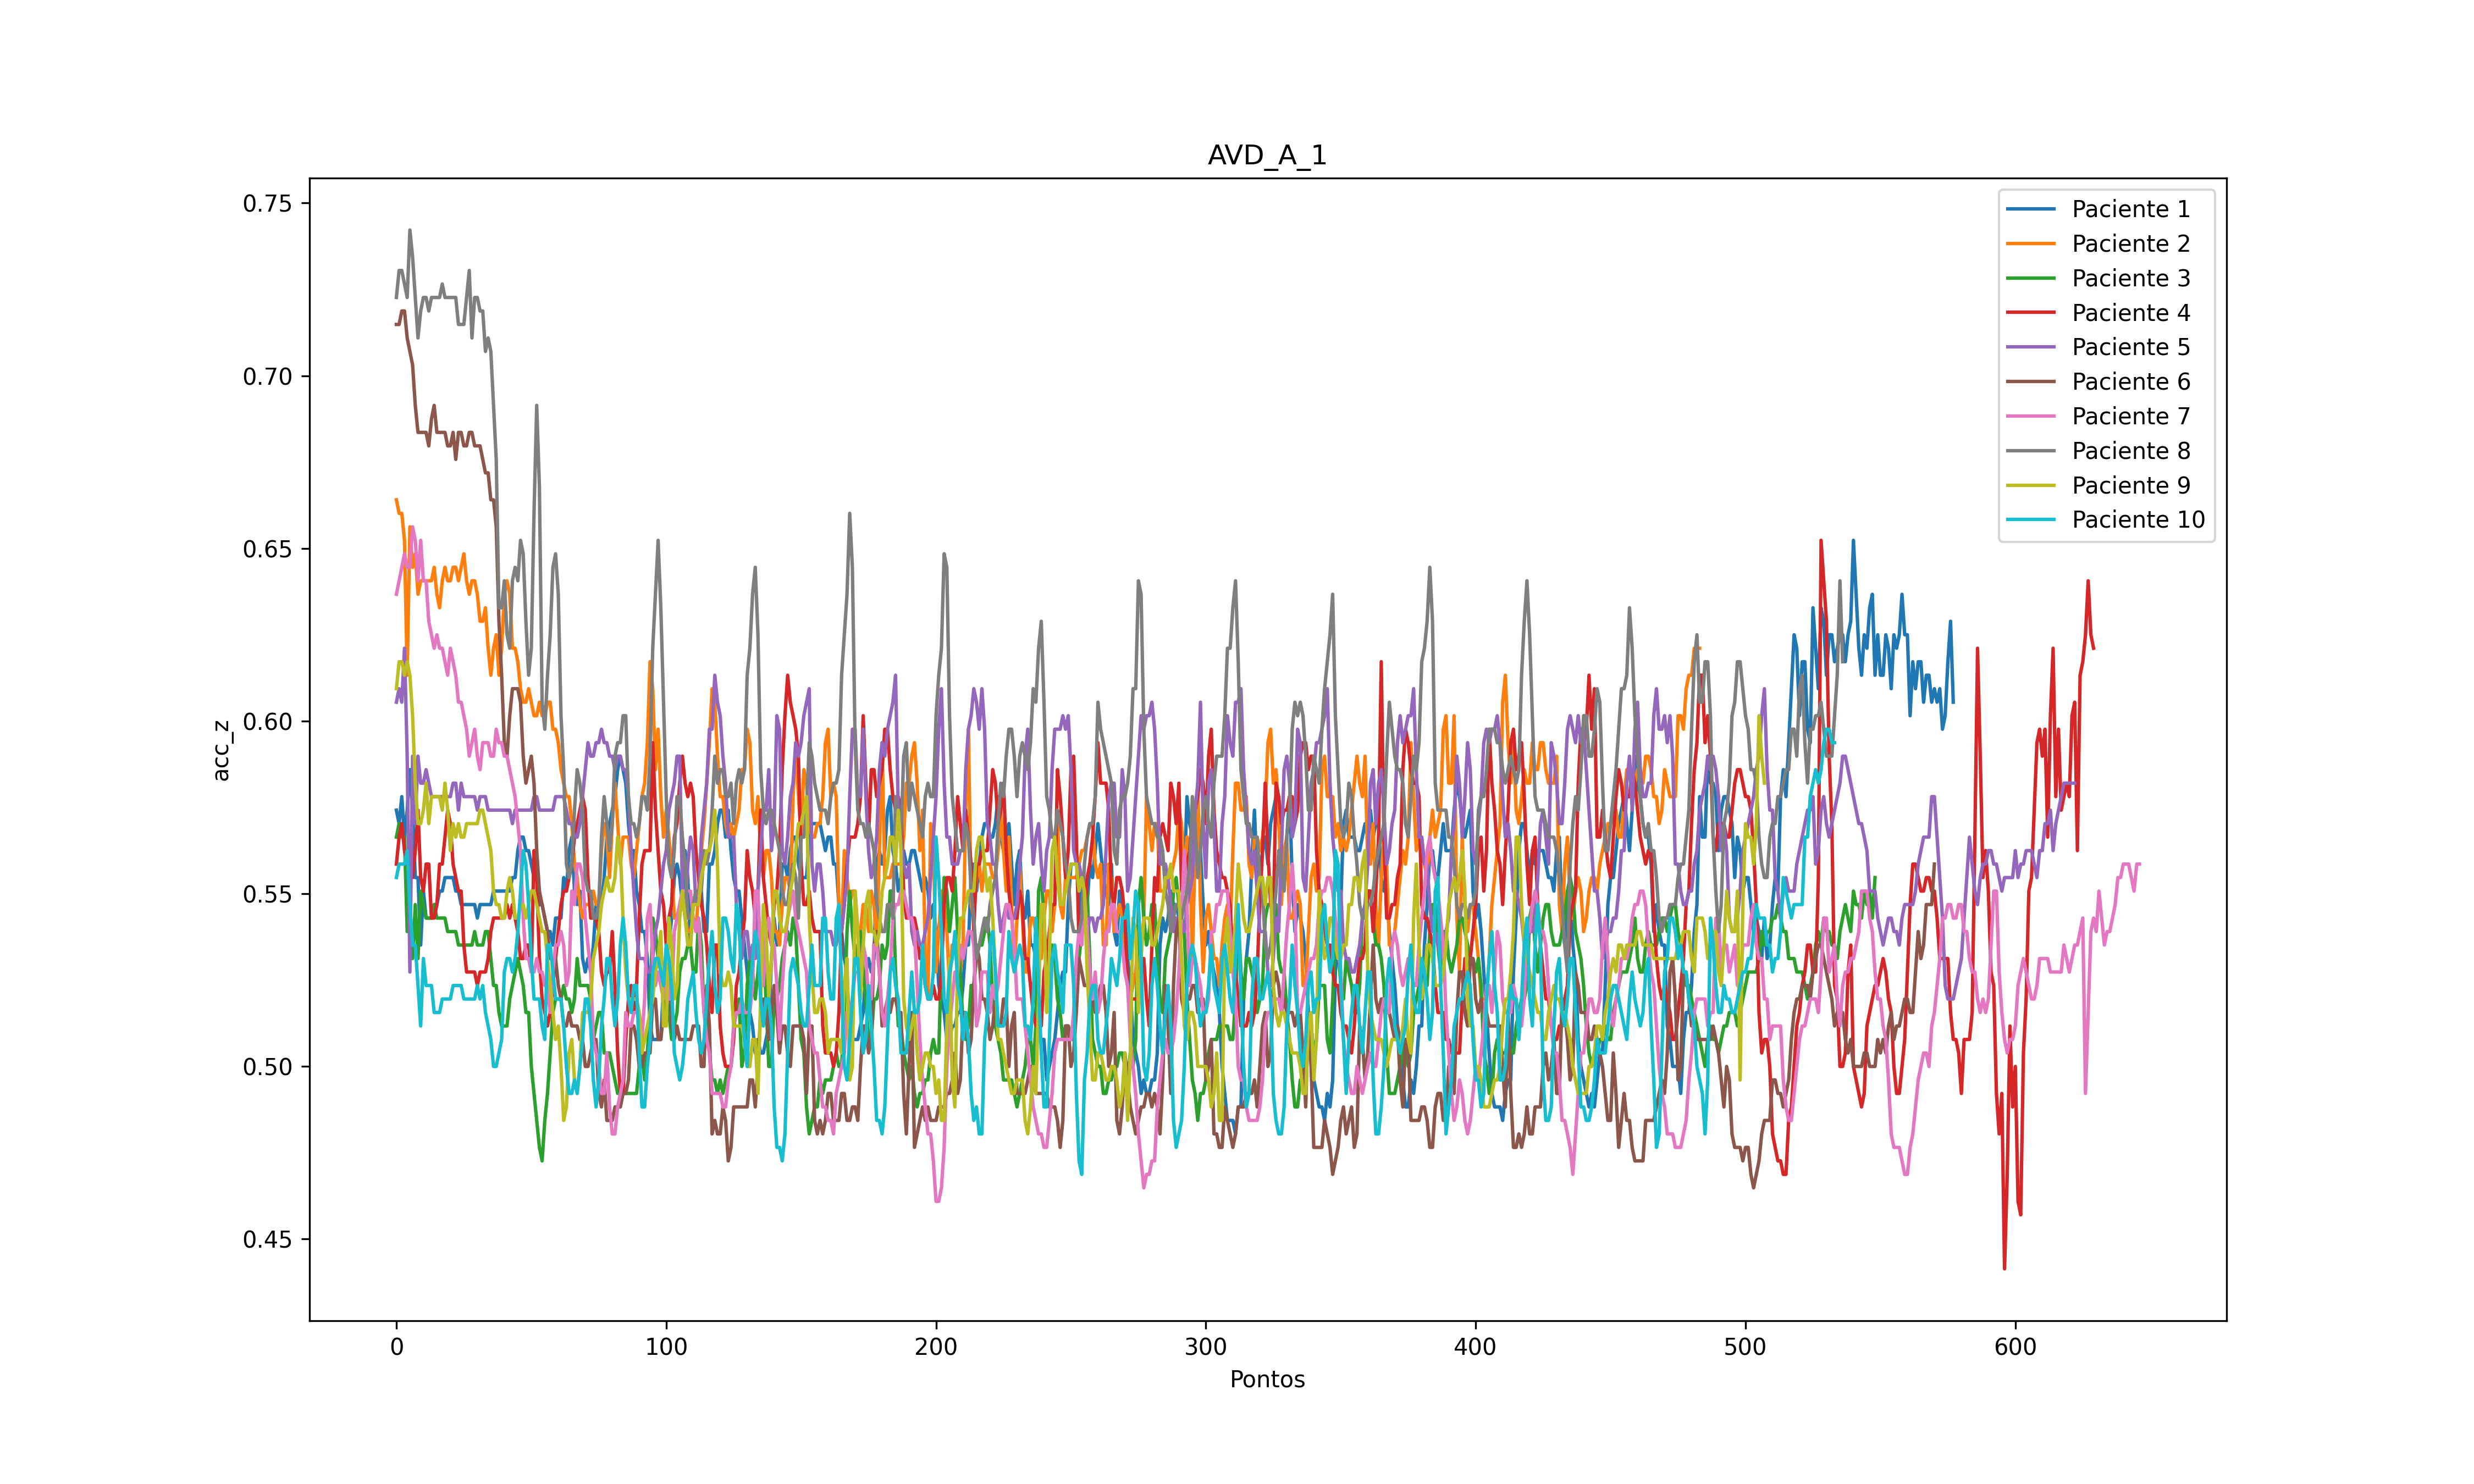 AVD_A_1
0.75
0.70
0.65
0.60
0.55
0.50
0.45
acc_z
0
100
200
300
400
500
600
Pontos
Paciente 1
Paciente 2
Paciente 3
Paciente 4
Paciente 5
Paciente 6
Paciente 7
Paciente 8
Paciente 9
Paciente 10